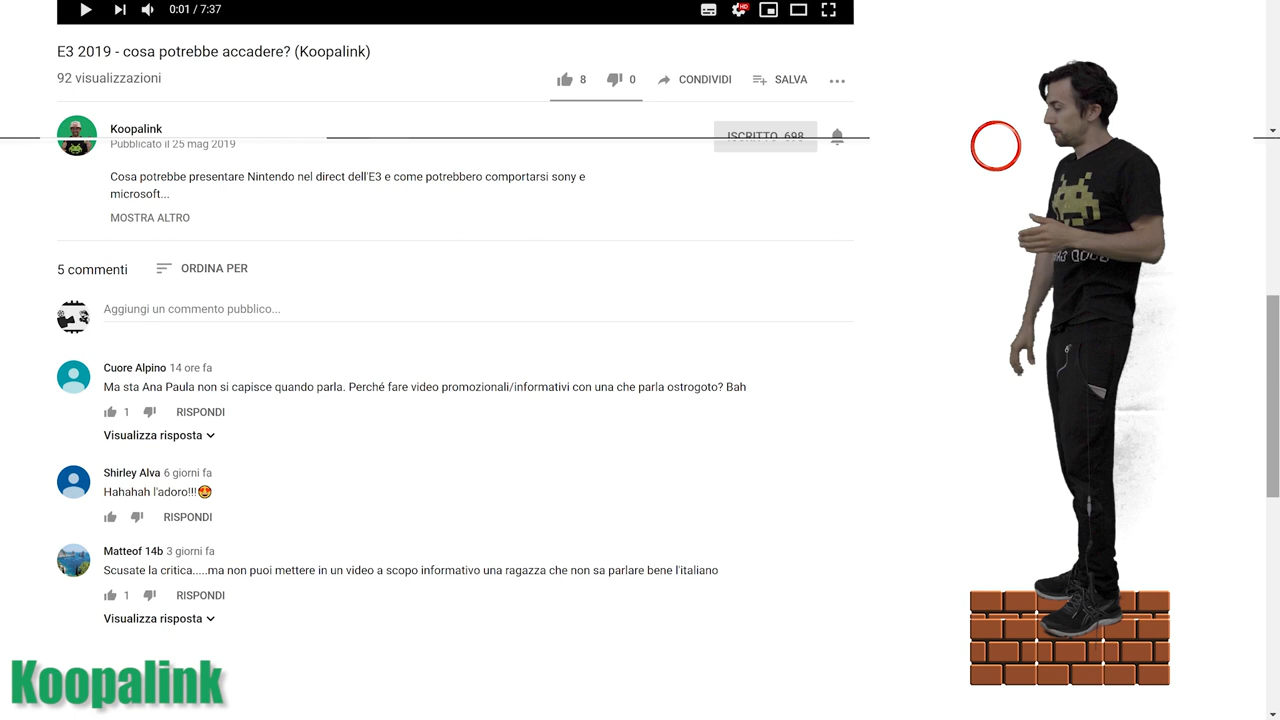 0:01 / 7:37
HD
E3 2019 - cosa potrebbe accadere? (Koopalink)
92 visualizzazioni
8
0
CONDIVIDI
SALVA
Koopalink
ISCRITTO 698
Pubblicato il 25 mag 2019
Cosa potrebbe presentare Nintendo nel direct dell'E3 e come potrebbero comportarsi sony e
microsoft...
MOSTRA ALTRO
5 commenti
ORDINA PER
Aggiungi un commento pubblico...
Cuore Alpino 14 ore fa
Ma sta Ana Paula non si capisce quando parla. Perché fare video promozionali/informativi con una che parla ostrogoto? Bah
1
RISPONDI
Visualizza risposta
Shirley Alva 6 giorni fa
Hahahah l'adoro!!!😍
RISPONDI
Matteof 14b 3 giorni fa
Scusate la critica.....ma non puoi mettere in un video a scopo informativo una ragazza che non sa parlare bene l'italiano
1
RISPONDI
Visualizza risposta
Koopalink